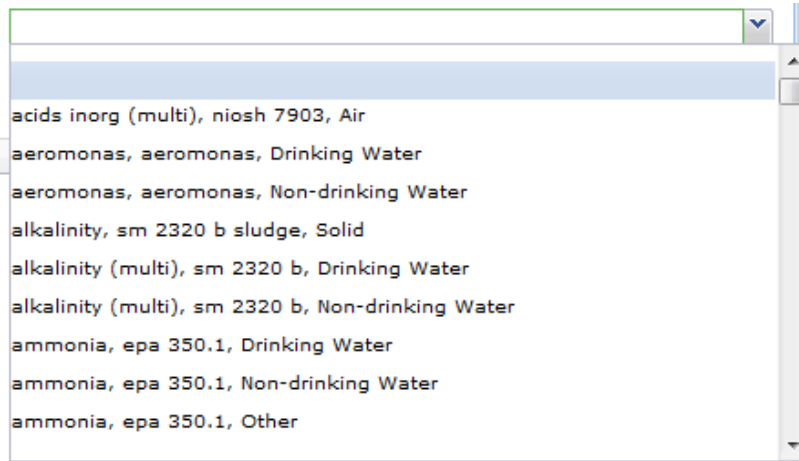 acids inorg (multi), niosh 7903, Air
aeromonas, aeromonas, Drinking Water
aeromonas, aeromonas, Non-drinking Water
alkalinity, sm 2320 b sludge, Solid
alkalinity (multi), sm 2320 b, Drinking Water
alkalinity (multi), sm 2320 b, Non-drinking Water
ammonia, epa 350.1, Drinking Water
ammonia, epa 350.1, Non-drinking Water
ammonia, epa 350.1, Other